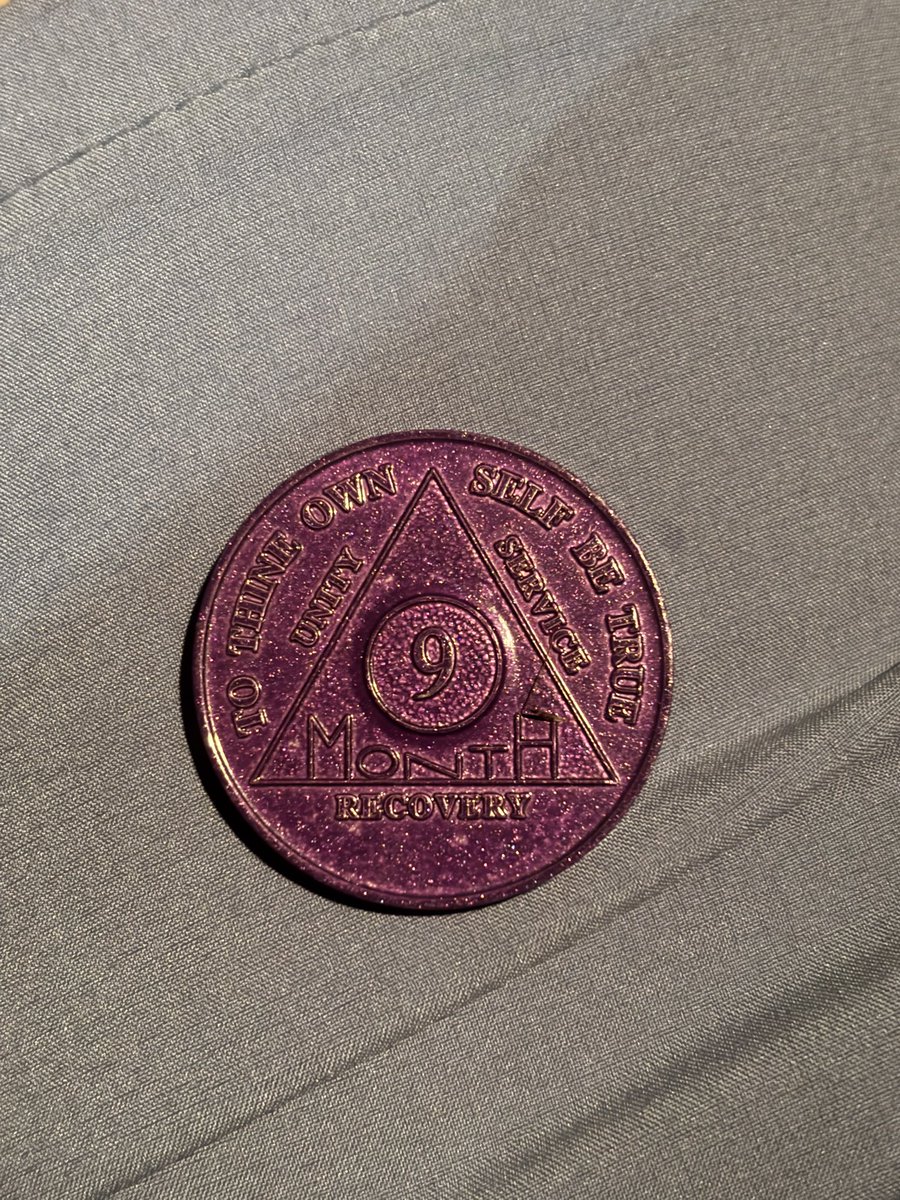 TO THINE OWN SELF BE TRUE
UNITY
SERVICE
9
MONTH
RECOVERY